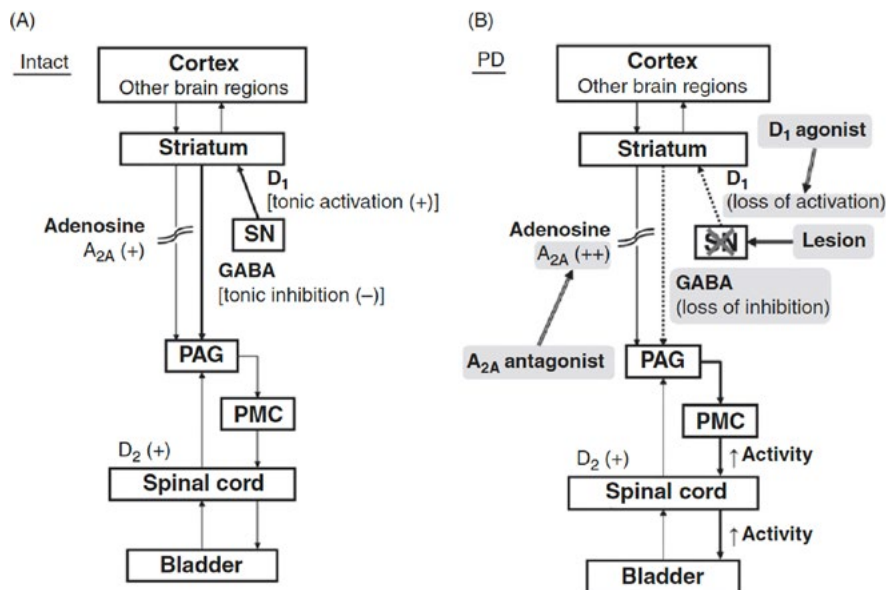 (A)
Intact
Cortex
Other brain regions
Striatum
D1
[tonic activation (+)]
Adenosine
A2A (+)
SN
GABA
[tonic inhibition (–)]
PAG
PMC
D2 (+)
Spinal cord
Bladder
(B)
PD
Cortex
Other brain regions
D1 agonist
Striatum
D1
(loss of activation)
Adenosine
A2A (++)
SN
Lesion
GABA
(loss of inhibition)
A2A antagonist
PAG
PMC
D2 (+)
↑ Activity
Spinal cord
↑ Activity
Bladder